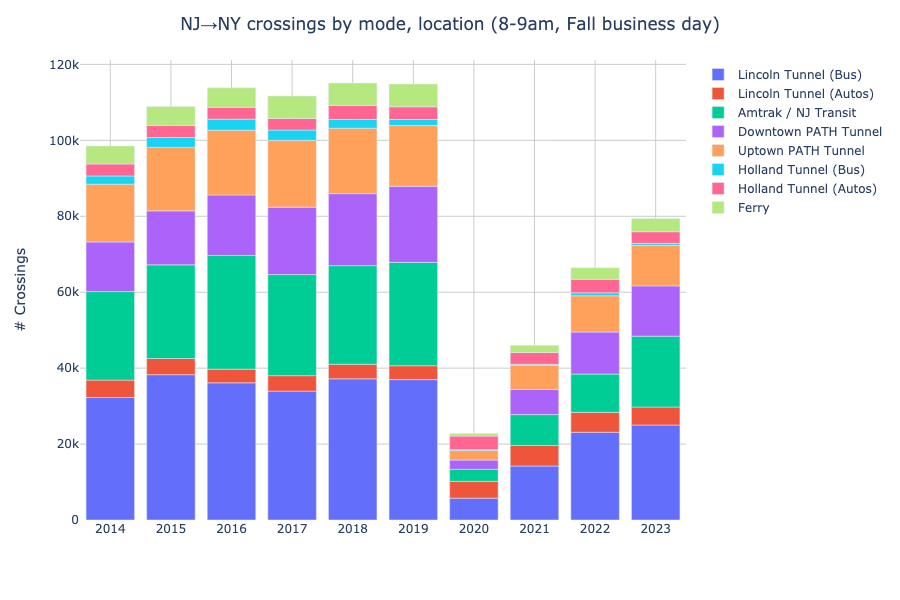 NJ→NY crossings by mode, location (8-9am, Fall business day)
120k
100k
80k
60k
40k
20k
0
# Crossings
2014 2015 2016 2017 2018 2019 2020 2021 2022 2023
Lincoln Tunnel (Bus)
Lincoln Tunnel (Autos)
Amtrak / NJ Transit
Downtown PATH Tunnel
Uptown PATH Tunnel
Holland Tunnel (Bus)
Holland Tunnel (Autos)
Ferry